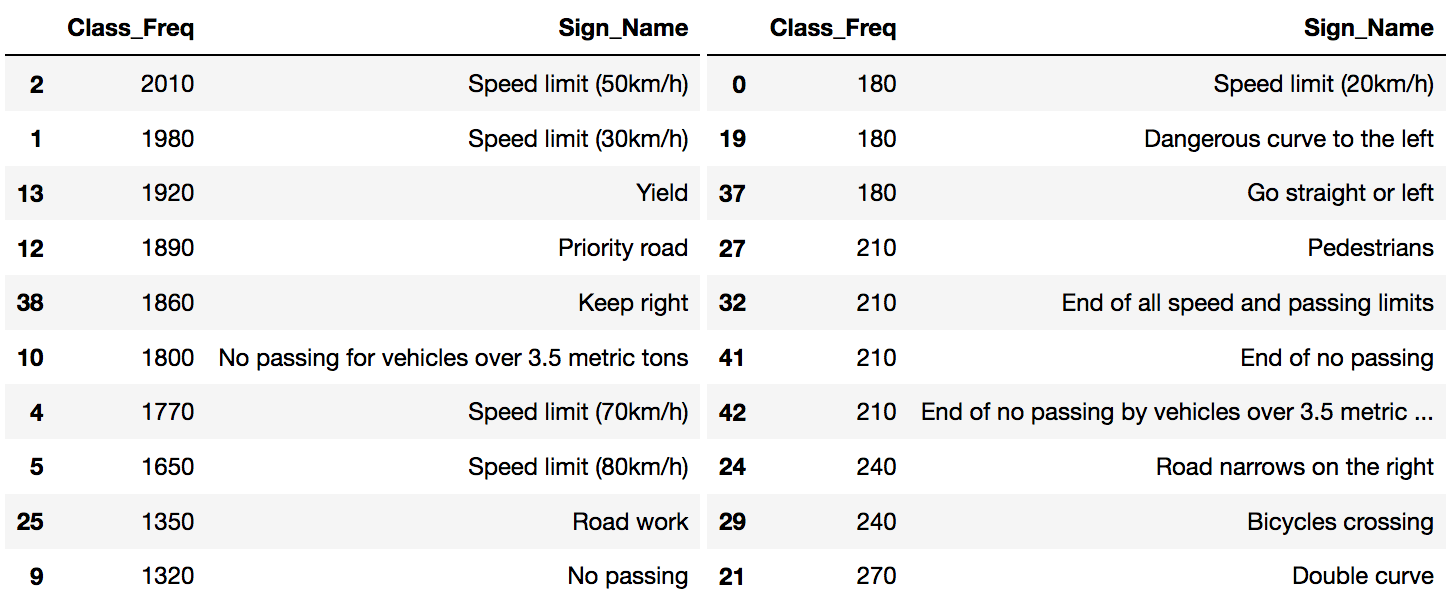 Class_Freq Sign_Name Class_Freq Sign_Name
2 2010 Speed limit (50km/h) 0 180 Speed limit (20km/h)
1 1980 Speed limit (30km/h) 19 180 Dangerous curve to the left
13 1920 Yield 37 180 Go straight or left
12 1890 Priority road 27 210 Pedestrians
38 1860 Keep right 32 210 End of all speed and passing limits
10 1800 No passing for vehicles over 3.5 metric tons 41 210 End of no passing
4 1770 Speed limit (70km/h) 42 210 End of no passing by vehicles over 3.5 metric ...
5 1650 Speed limit (80km/h) 24 240 Road narrows on the right
25 1350 Road work 29 240 Bicycles crossing
9 1320 No passing 21 270 Double curve